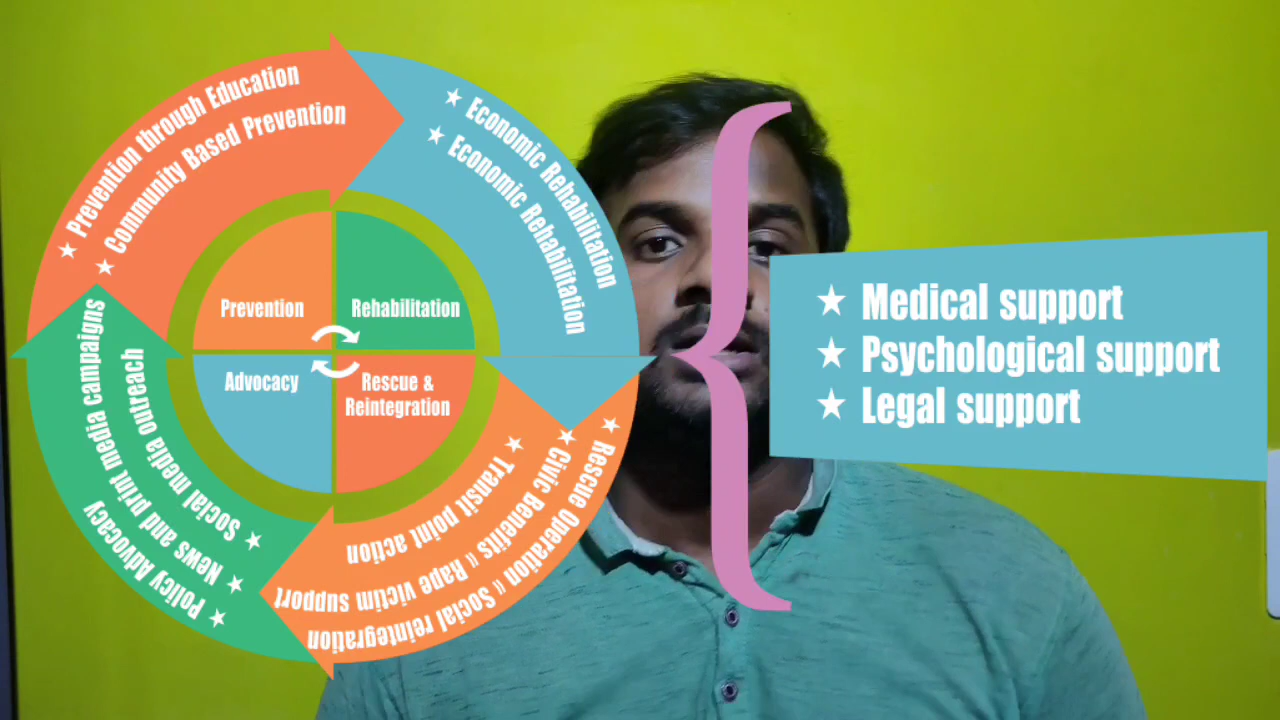 ★ Prevention through Education
★ Community Based Prevention
★ Economic Rehabilitation
★ Economic Rehabilitation
Prevention
Rehabilitation
Advocacy
Rescue &
Reintegration
★ Medical support
★ Psychological support
★ Legal support
★ Rescue Operation « Social reintegration
★ Civic Benefits « Rape victim support
★ Transit point action
★ Social media outreach
★ News and print media campaigns
★ Policy Advocacy